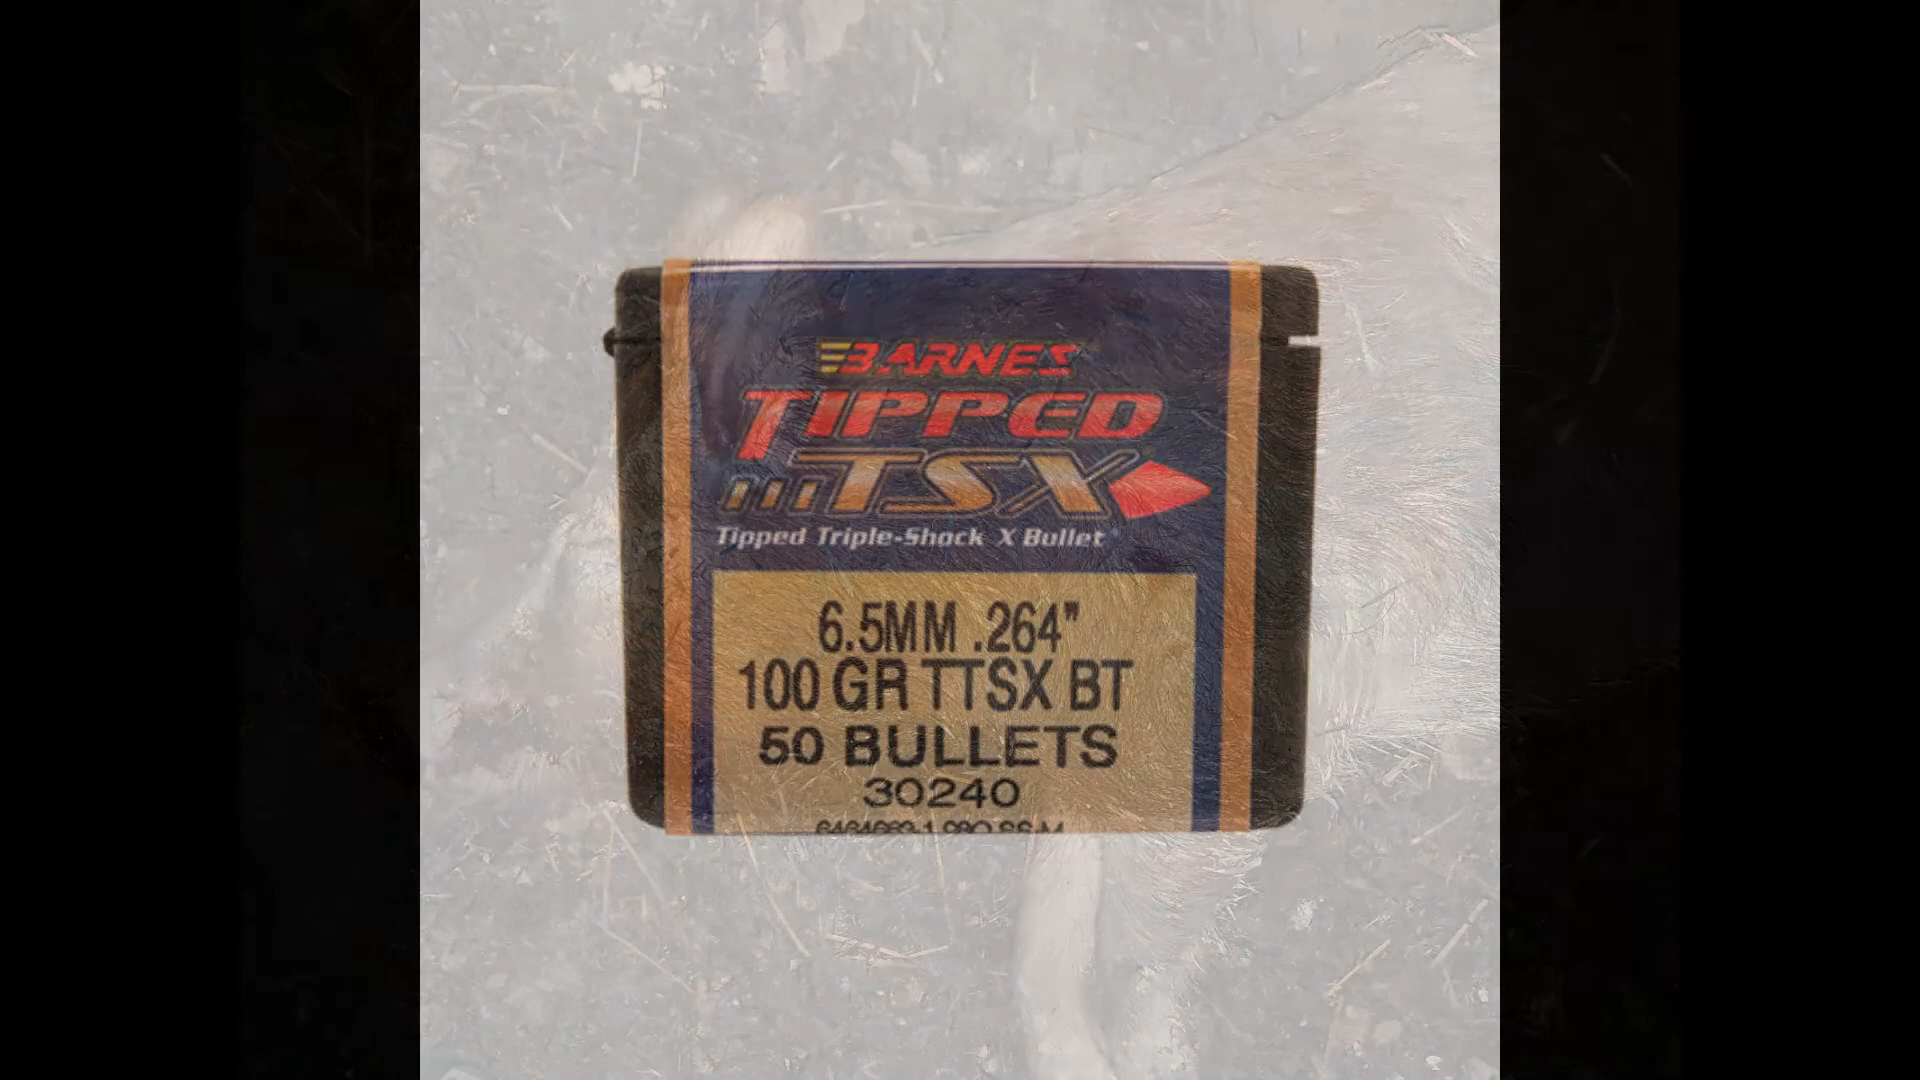 BARNES
TIPPED
TSX
Tipped Triple-Shock X Bullet
6.5MM .264"
100 GR TTSX BT
50 BULLETS
30240